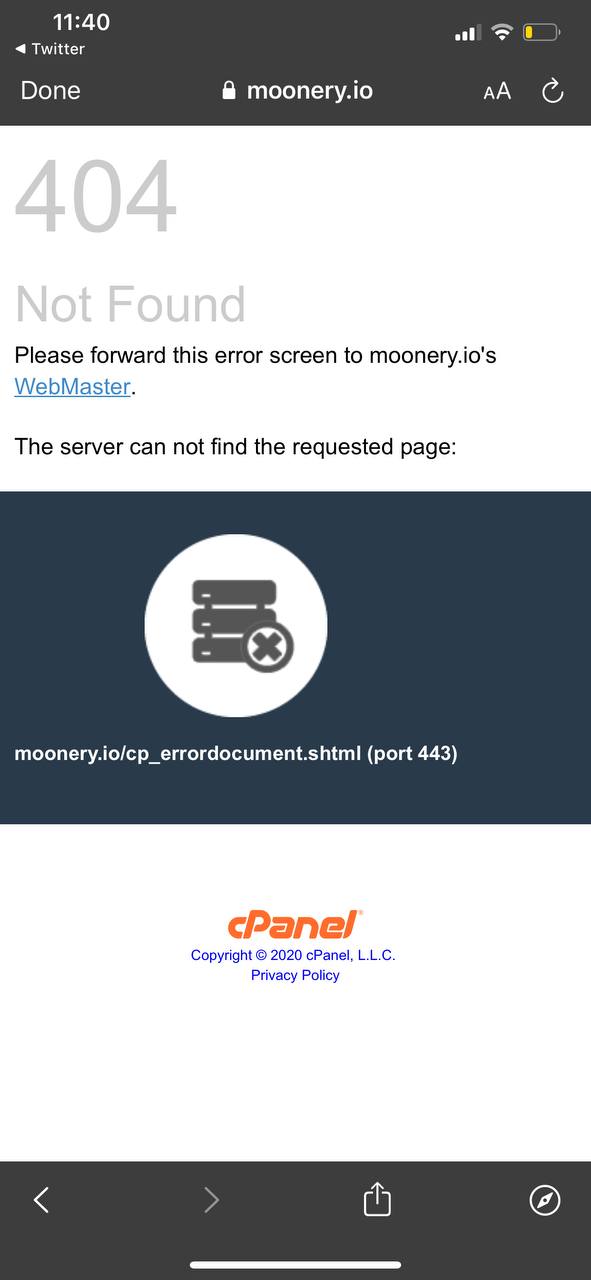 11:40
◀ Twitter
Done
moonery.io
AA
404
Not Found
Please forward this error screen to moonery.io's
WebMaster.
The server can not find the requested page:
moonery.io/cp_errordocument.shtml (port 443)
cPanel®
Copyright © 2020 cPanel, L.L.C.
Privacy Policy